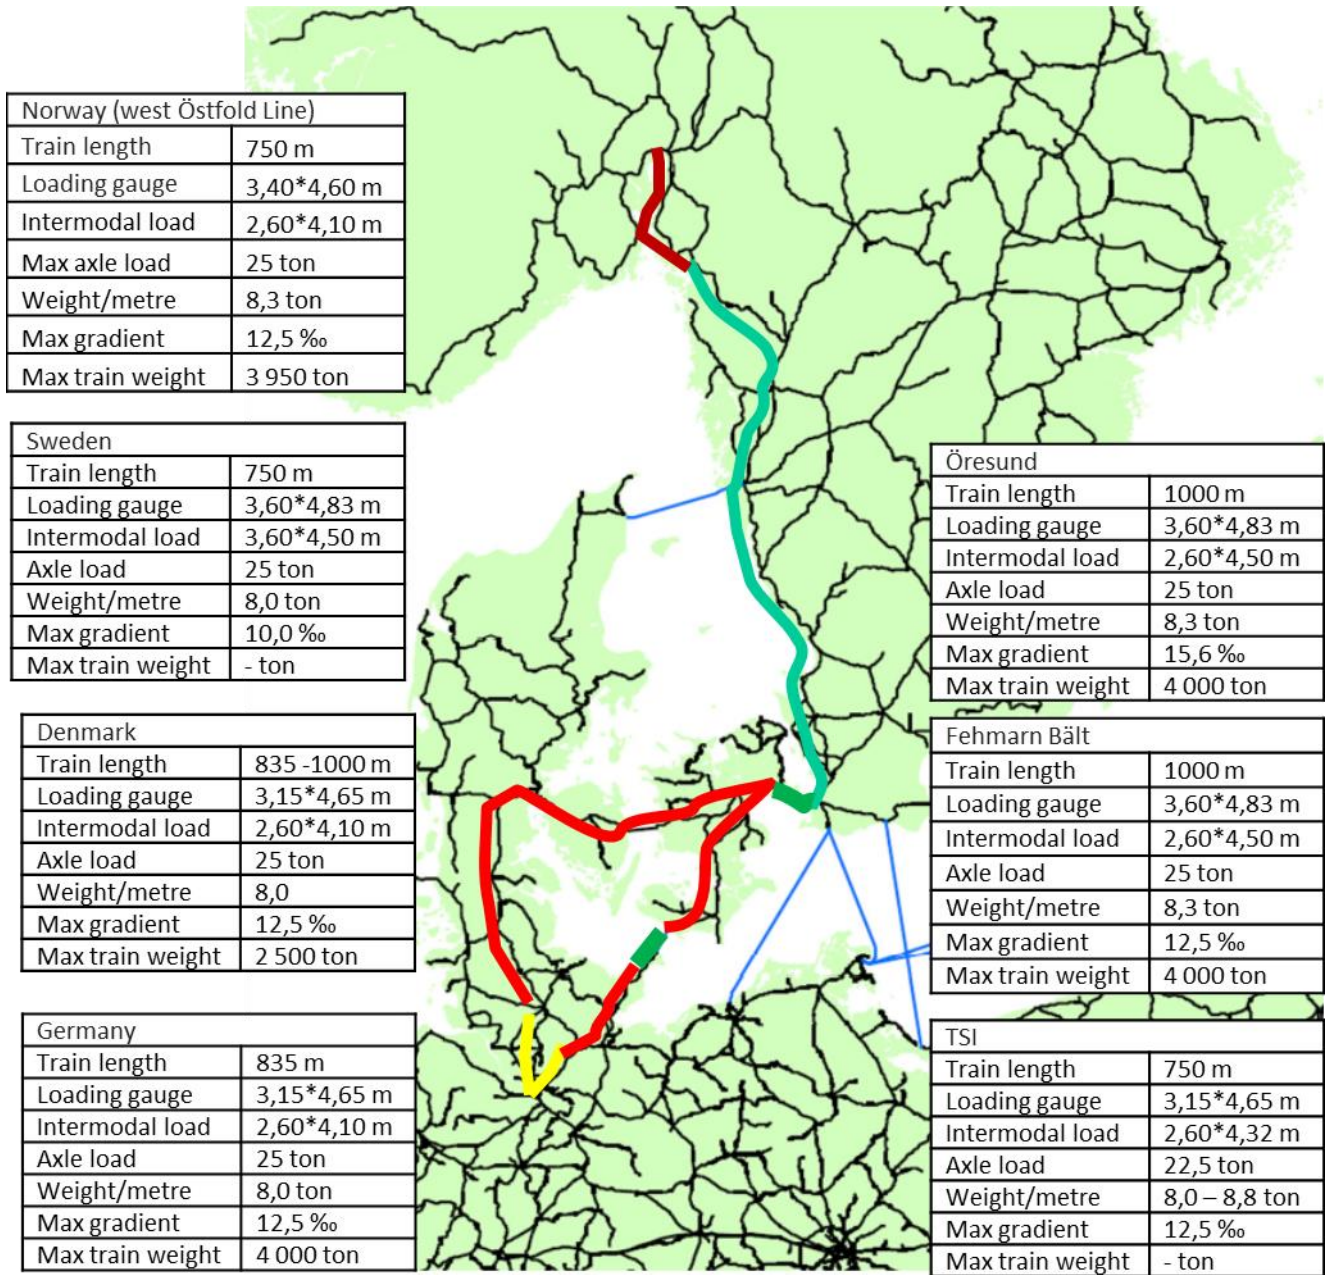 Norway (west Östfold Line)
Train length 750 m
Loading gauge 3,40*4,60 m
Intermodal load 2,60*4,10 m
Max axle load 25 ton
Weight/metre 8,3 ton
Max gradient 12,5 ‰
Max train weight 3 950 ton
Sweden
Train length 750 m
Loading gauge 3,60*4,83 m
Intermodal load 3,60*4,50 m
Axle load 25 ton
Weight/metre 8,0 ton
Max gradient 10,0 ‰
Max train weight - ton
Denmark
Train length 835 -1000 m
Loading gauge 3,15*4,65 m
Intermodal load 2,60*4,10 m
Axle load 25 ton
Weight/metre 8,0
Max gradient 12,5 ‰
Max train weight 2 500 ton
Germany
Train length 835 m
Loading gauge 3,15*4,65 m
Intermodal load 2,60*4,10 m
Axle load 25 ton
Weight/metre 8,0 ton
Max gradient 12,5 ‰
Max train weight 4 000 ton
Öresund
Train length 1000 m
Loading gauge 3,60*4,83 m
Intermodal load 2,60*4,50 m
Axle load 25 ton
Weight/metre 8,3 ton
Max gradient 15,6 ‰
Max train weight 4 000 ton
Fehmarn Bält
Train length 1000 m
Loading gauge 3,60*4,83 m
Intermodal load 2,60*4,50 m
Axle load 25 ton
Weight/metre 8,3 ton
Max gradient 12,5 ‰
Max train weight 4 000 ton
TSI
Train length 750 m
Loading gauge 3,15*4,65 m
Intermodal load 2,60*4,32 m
Axle load 22,5 ton
Weight/metre 8,0 – 8,8 ton
Max gradient 12,5 ‰
Max train weight - ton